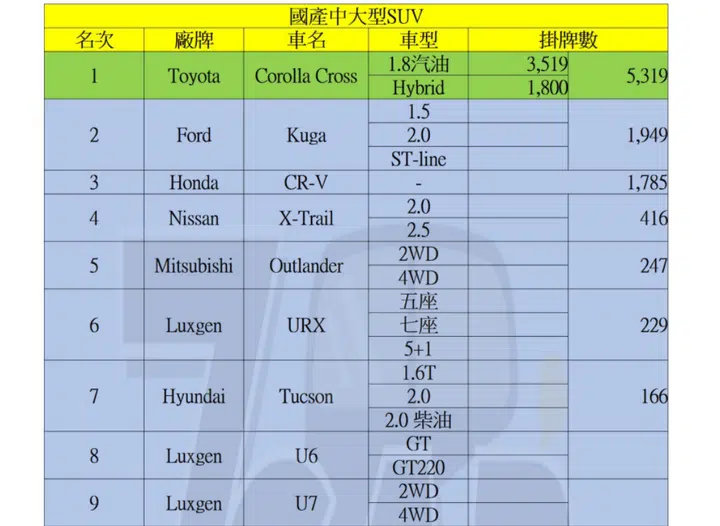 國產中大型SUV
名次 廠牌 車名 車型 掛牌數
1 Toyota Corolla Cross 1.8汽油 3,519 5,319
Hybrid 1,800
2 Ford Kuga 1.5 1,949
2.0
ST-line
3 Honda CR-V - 1,785
4 Nissan X-Trail 2.0 416
2.5
5 Mitsubishi Outlander 2WD 247
4WD
6 Luxgen URX 五座 229
七座
5+1
7 Hyundai Tucson 1.6T 166
2.0
2.0 柴油
8 Luxgen U6 GT
GT220
9 Luxgen U7 2WD
4WD